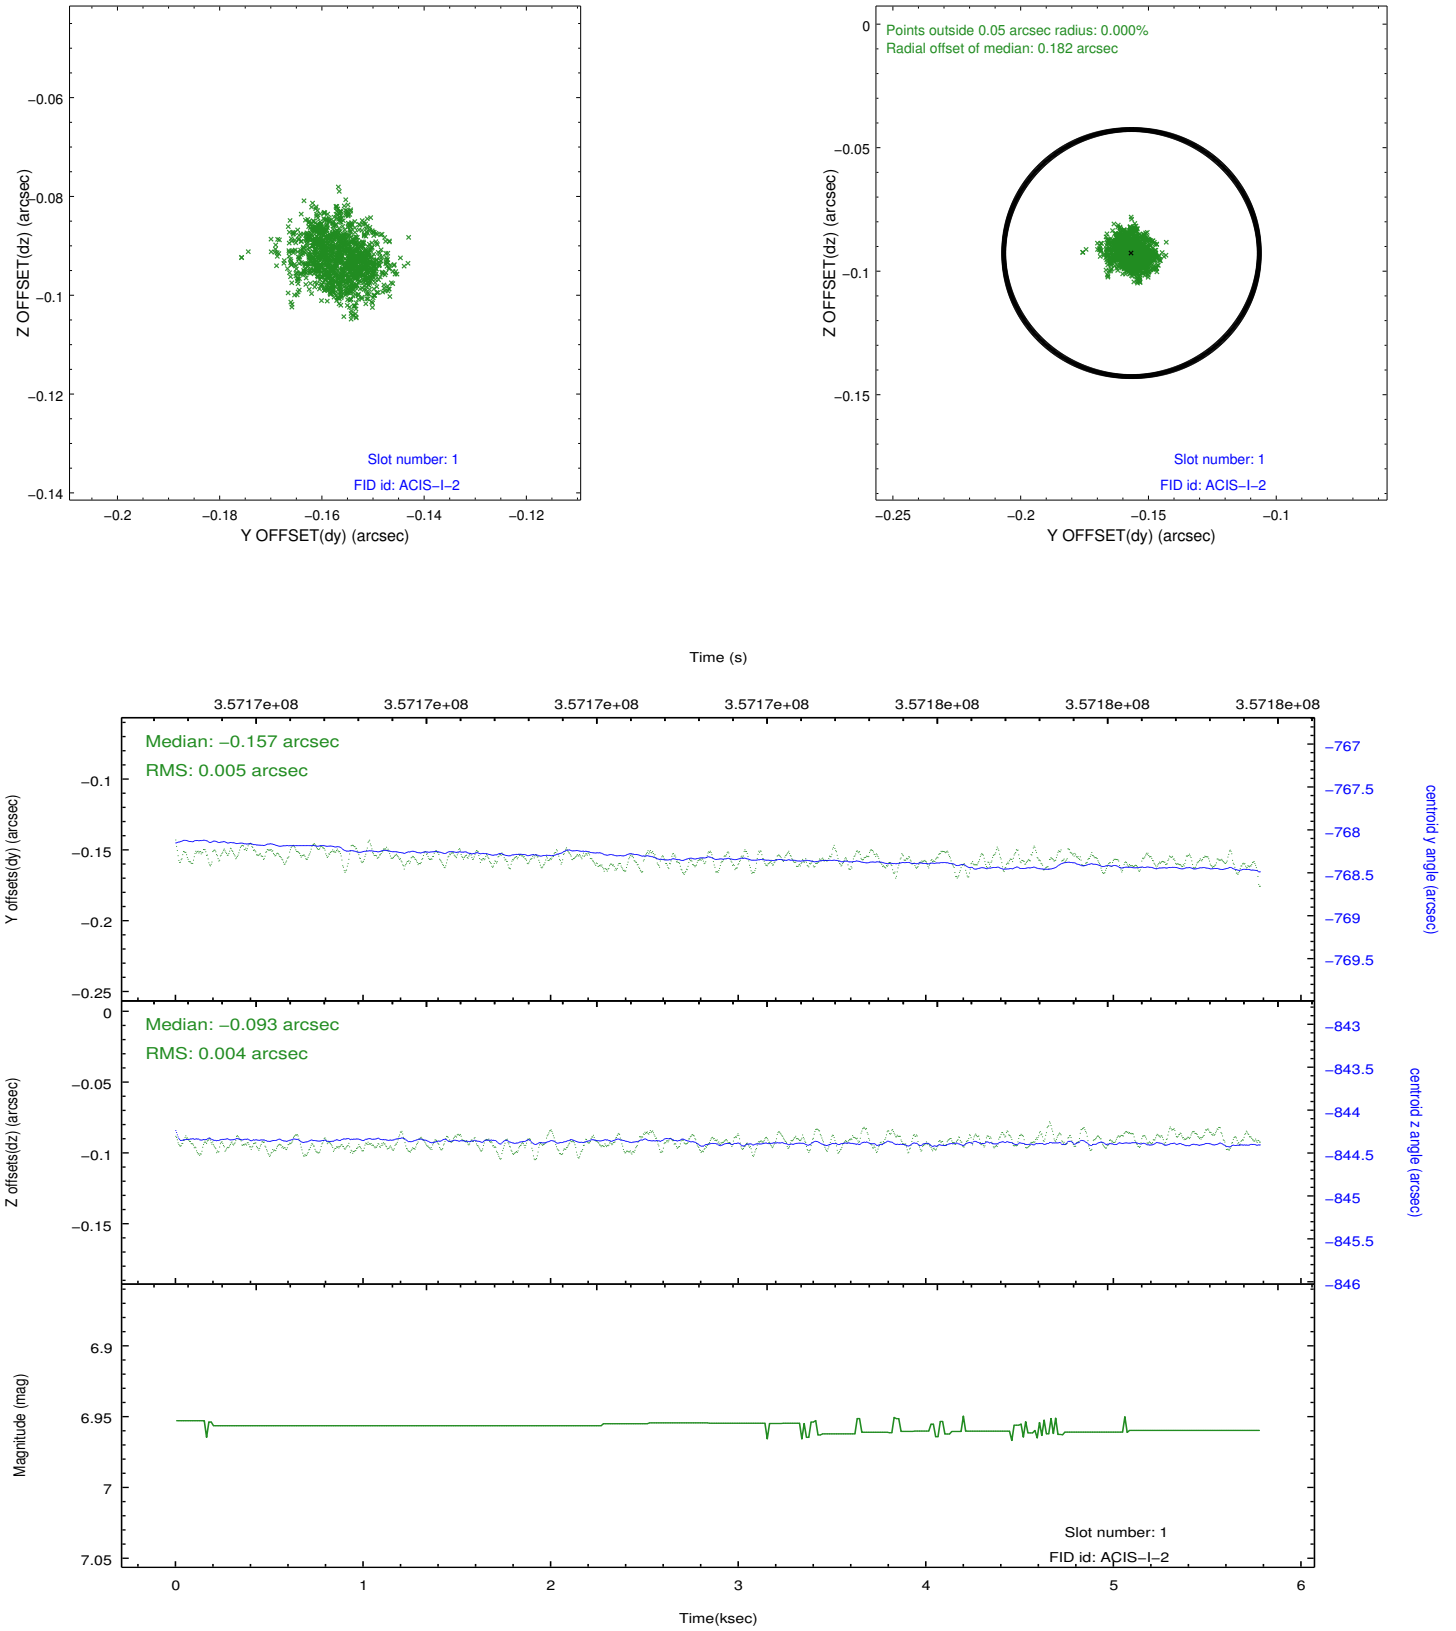 −0.06
−0.08
−0.1
−0.12
−0.14
Z OFFSET(dz) (arcsec)
Slot number: 1
FID id: ACIS−I−2
−0.2
−0.18
−0.16
−0.14
−0.12
Y OFFSET(dy) (arcsec)
Points outside 0.05 arcsec radius: 0.000%
Radial offset of median: 0.182 arcsec
0
−0.05
−0.1
−0.15
Z OFFSET(dz) (arcsec)
Slot number: 1
FID id: ACIS−I−2
−0.25
−0.2
−0.15
−0.1
Y OFFSET(dy) (arcsec)
Time (s)
3.5717e+08
3.5717e+08
3.5717e+08
3.5717e+08
3.5718e+08
3.5718e+08
3.5718e+08
Median: −0.157 arcsec
RMS: 0.005 arcsec
−0.1
−0.15
−0.2
−0.25
Y offsets(dy) (arcsec)
−767
−767.5
−768
−768.5
−769
−769.5
centroid y angle (arcsec)
Median: −0.093 arcsec
RMS: 0.004 arcsec
0
−0.05
−0.1
−0.15
Z offsets(dz) (arcsec)
−843
−843.5
−844
−844.5
−845
−845.5
−846
centroid z angle (arcsec)
6.9
6.95
7
7.05
Magnitude (mag)
Slot number: 1
FID id: ACIS−I−2
0
1
2
3
4
5
6
Time(ksec)